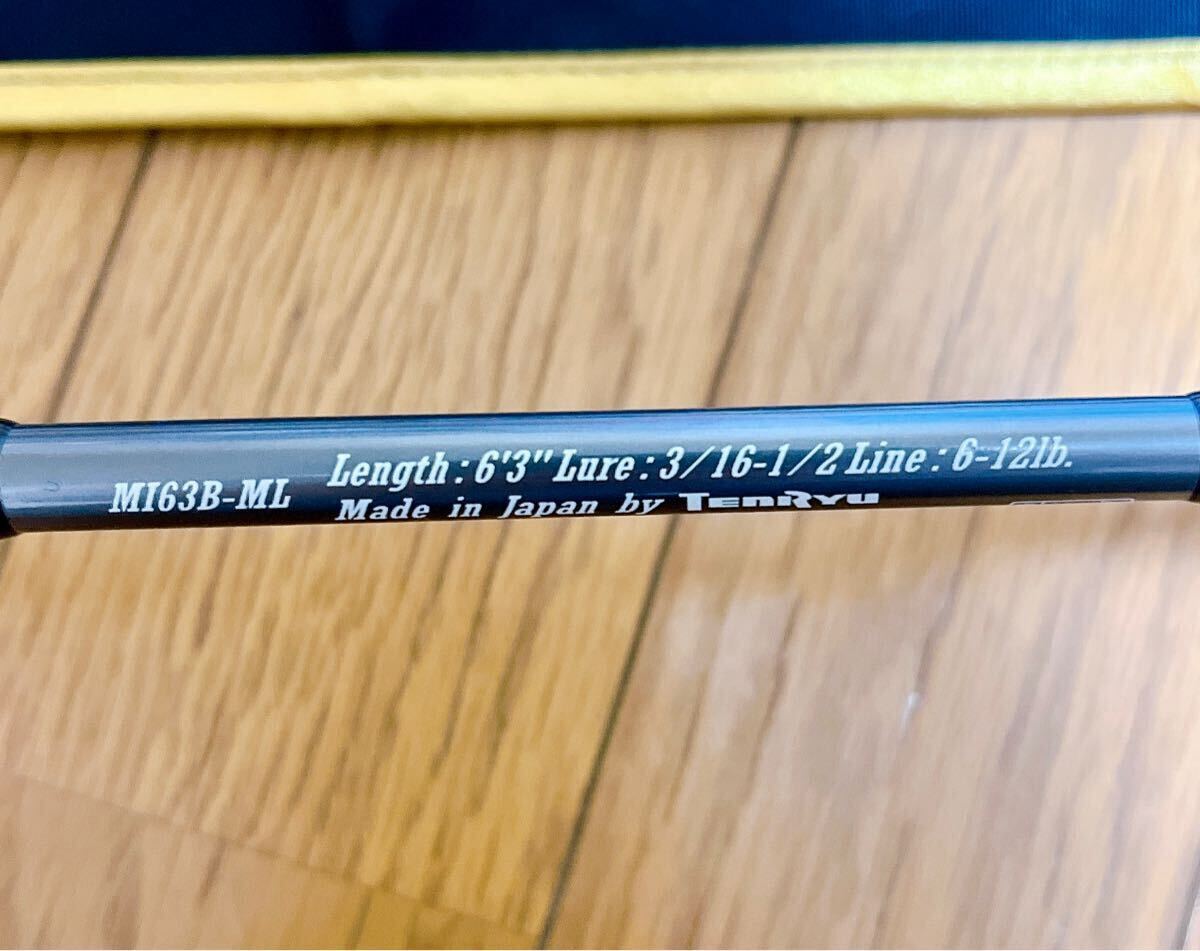 MI63B-ML
Length : 6'3" Lure : 3/16-1/2 Line : 6-12lb.
Made in Japan by TenRyu